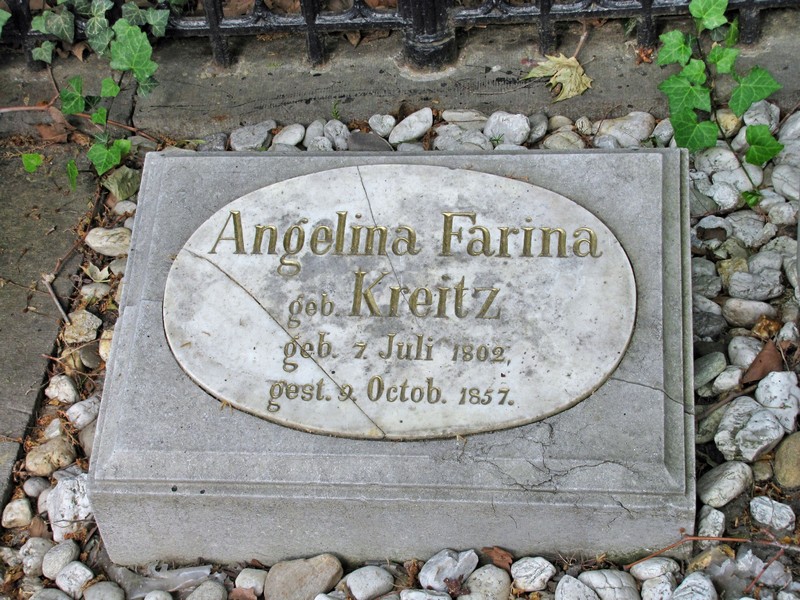 Angelina Farina
geb. Kreitz
geb. 7. Juli 1802,
gest. 9. Octob. 1857.